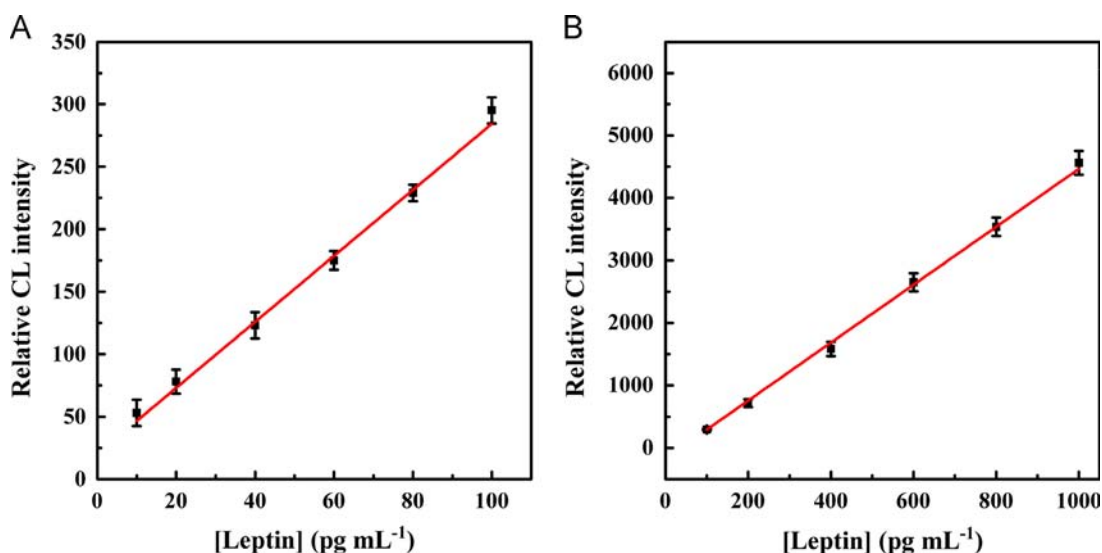 A
350
300
250
200
150
100
50
0
Relative CL intensity
0 20 40 60 80 100
[Leptin] (pg mL⁻¹)
B
6000
5000
4000
3000
2000
1000
0
Relative CL intensity
200 400 600 800 1000
[Leptin] (pg mL⁻¹)